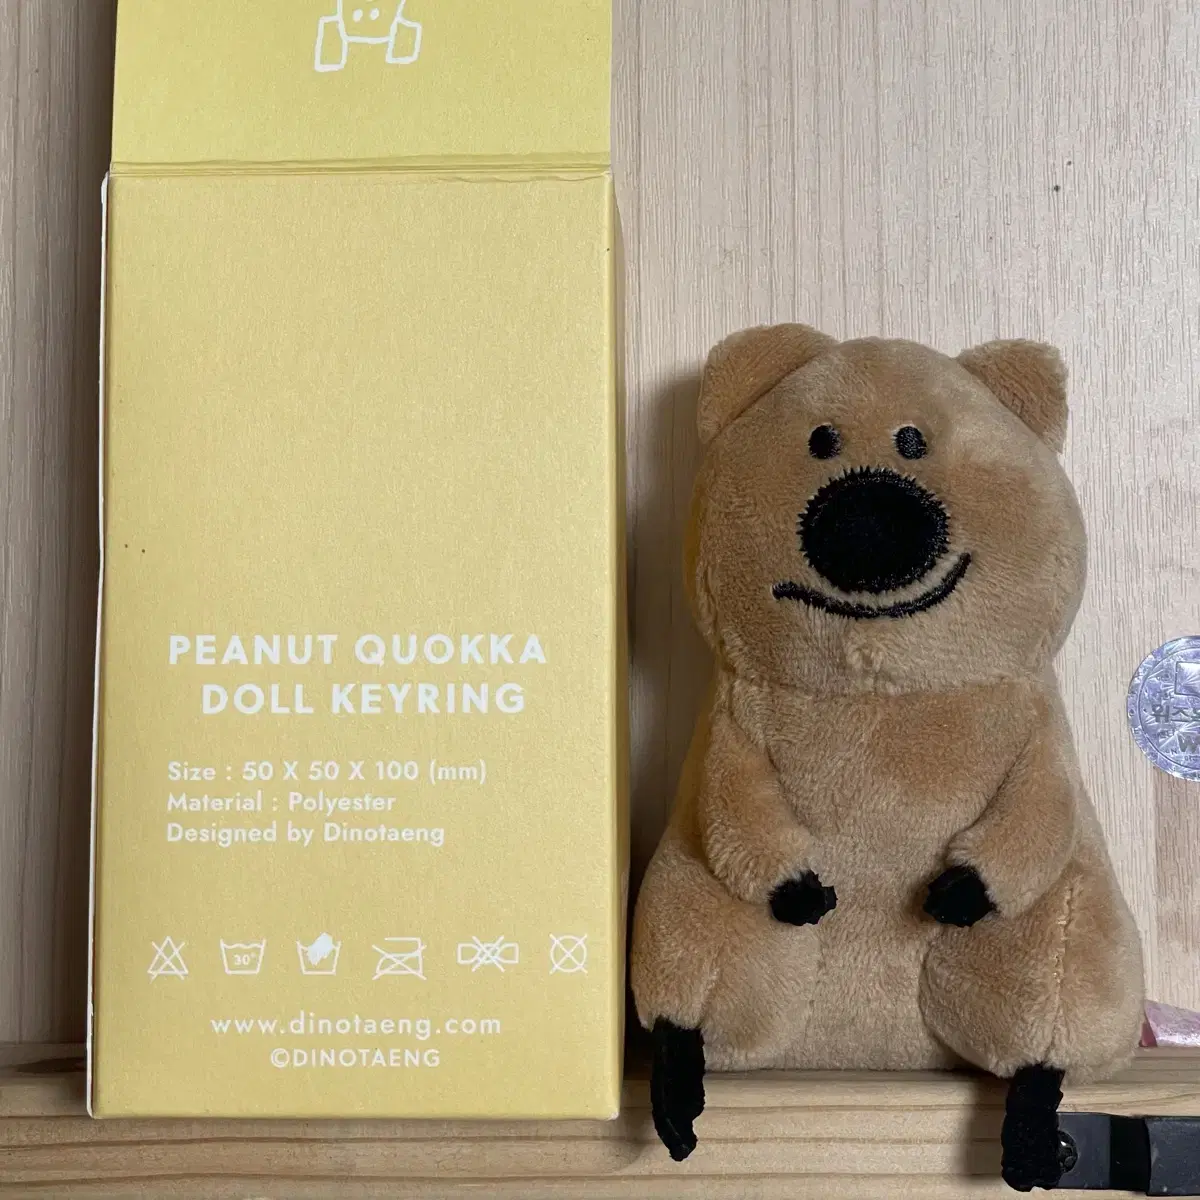 PEANUT QUOKKA
DOLL KEYRING
Size : 50 X 50 X 100 (mm)
Material : Polyester
Designed by Dinotaeng
30°
www.dinotaeng.com
©DINOTAENG